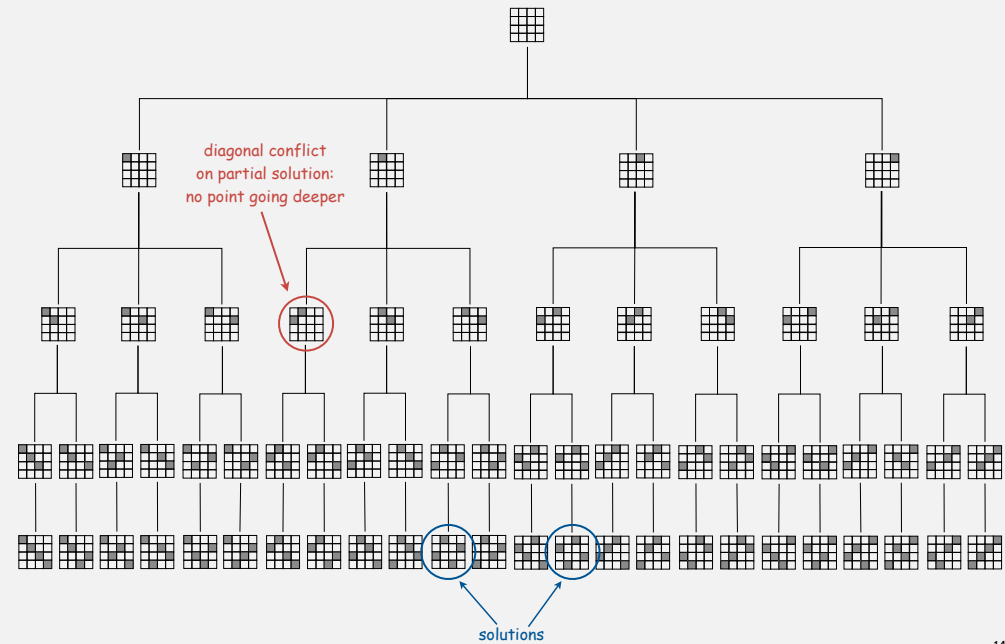 diagonal conflict
on partial solution:
no point going deeper
solutions